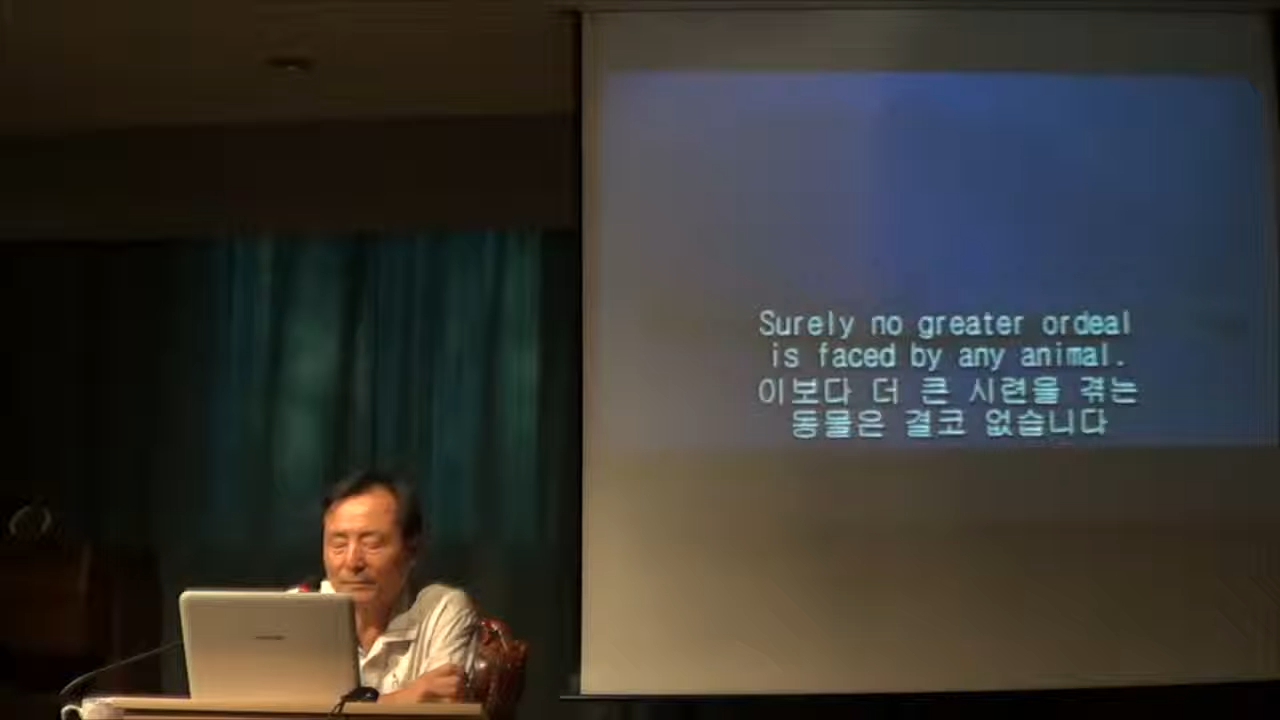 Surely no greater ordeal
is faced by any animal.
이보다 더 큰 시련을 겪는
동물은 결코 없습니다